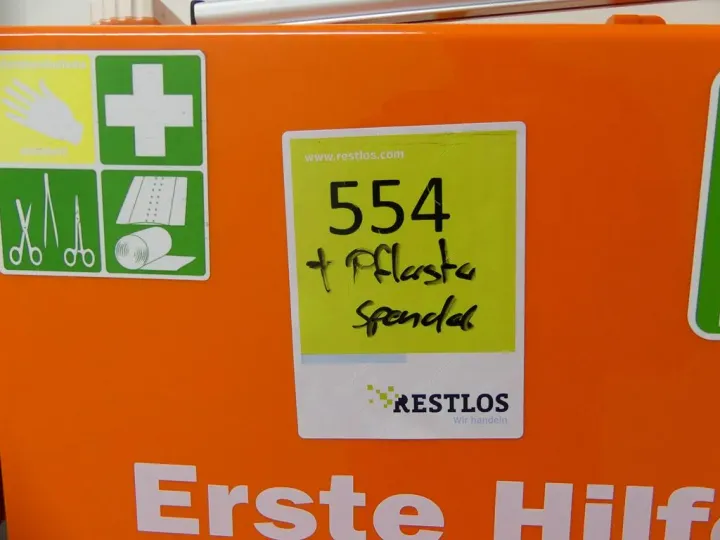 www.restlos.com
554
+ Pflaster
Spender
RESTLOS
Wir handeln
Erste Hilf